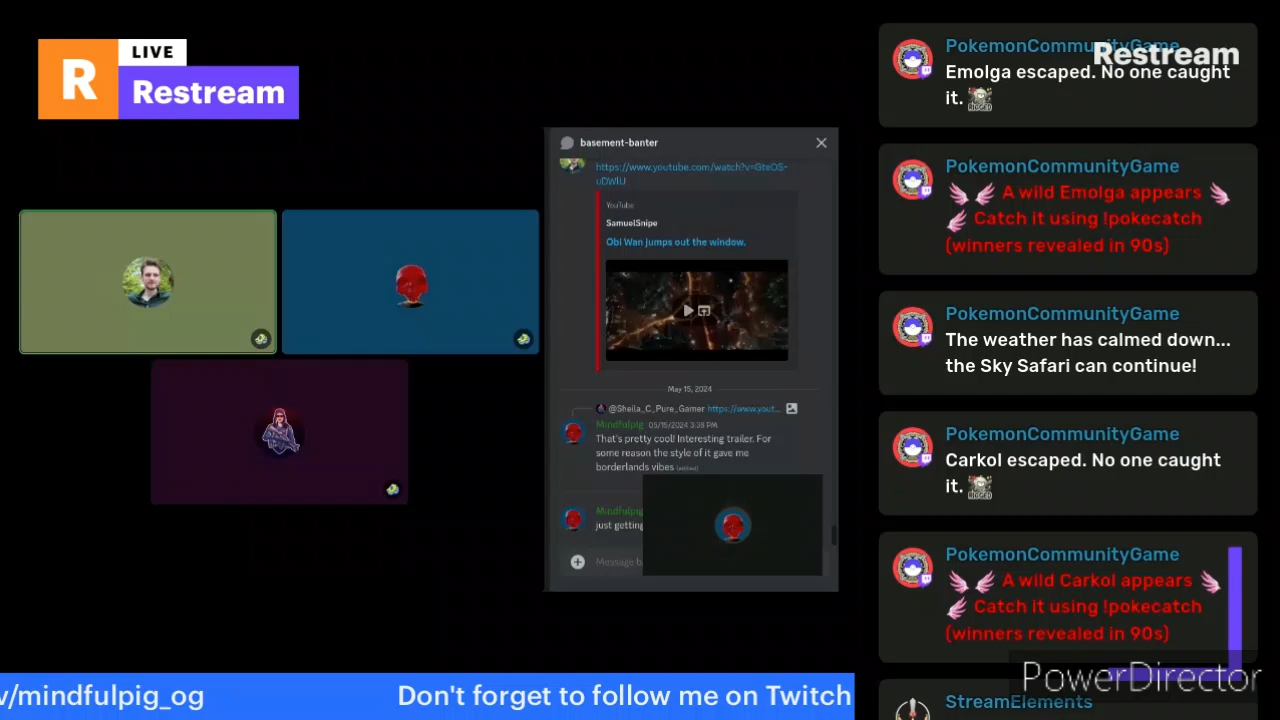 R
LIVE
Restream
basement-banter
https://www.youtube.com/watch?v=GteOS-
uDWlU
YouTube
SamuelSnipe
Obi Wan jumps out the window.
May 15, 2024
@Sheila_C_Pure_Gamer https://www.yout...
Mindfulpig 05/15/2024 3:38 PM
That's pretty cool! Interesting trailer. For
some reason the style of it gave me
borderlands vibes (edited)
Mindfulpig
just getting
Message b
PokemonCommunityGame
Restream
Emolga escaped. No one caught
it.
PokemonCommunityGame
A wild Emolga appears
Catch it using !pokecatch
(winners revealed in 90s)
PokemonCommunityGame
The weather has calmed down...
the Sky Safari can continue!
PokemonCommunityGame
Carkol escaped. No one caught
it.
PokemonCommunityGame
A wild Carkol appears
Catch it using !pokecatch
(winners revealed in 90s)
PowerDirector
StreamElements
v/mindfulpig_og Don't forget to follow me on Twitch